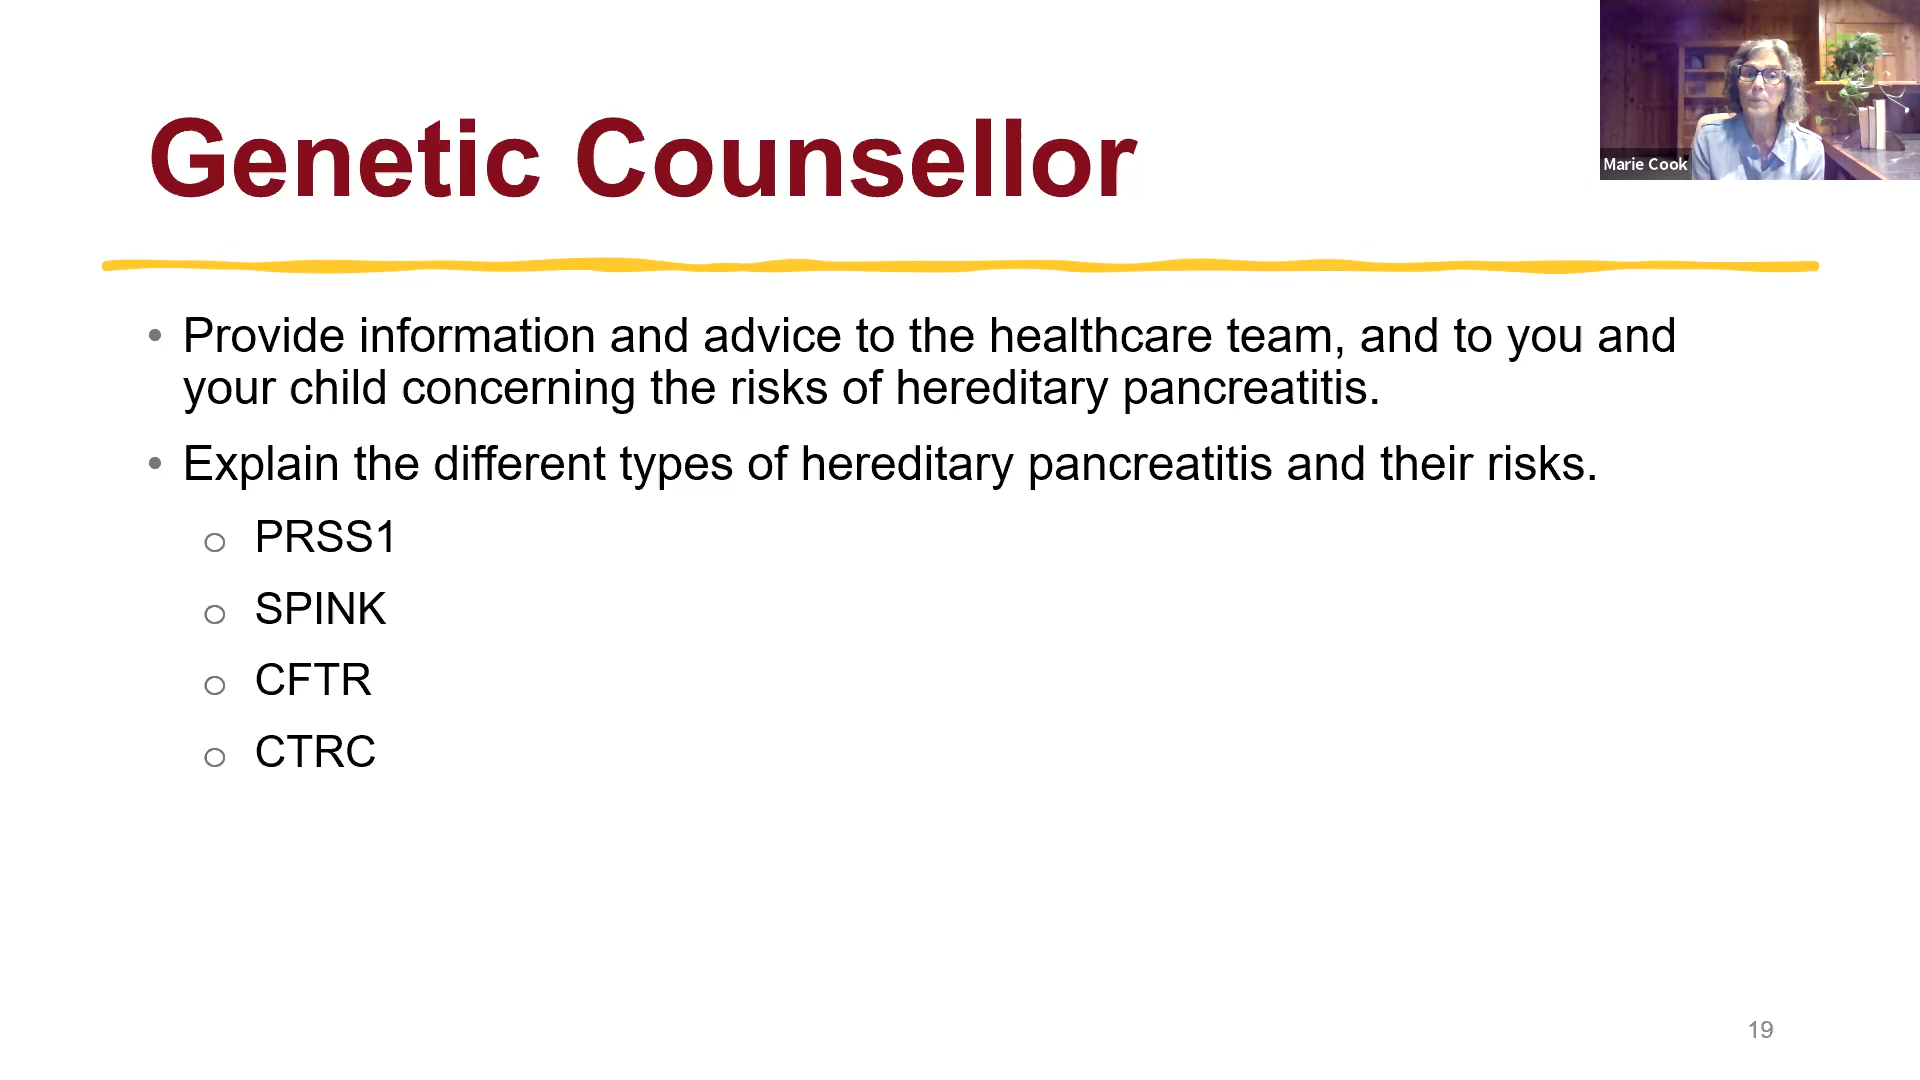 Genetic Counsellor
Marie Cook
• Provide information and advice to the healthcare team, and to you and
your child concerning the risks of hereditary pancreatitis.
• Explain the different types of hereditary pancreatitis and their risks.
o PRSS1
o SPINK
o CFTR
o CTRC
19